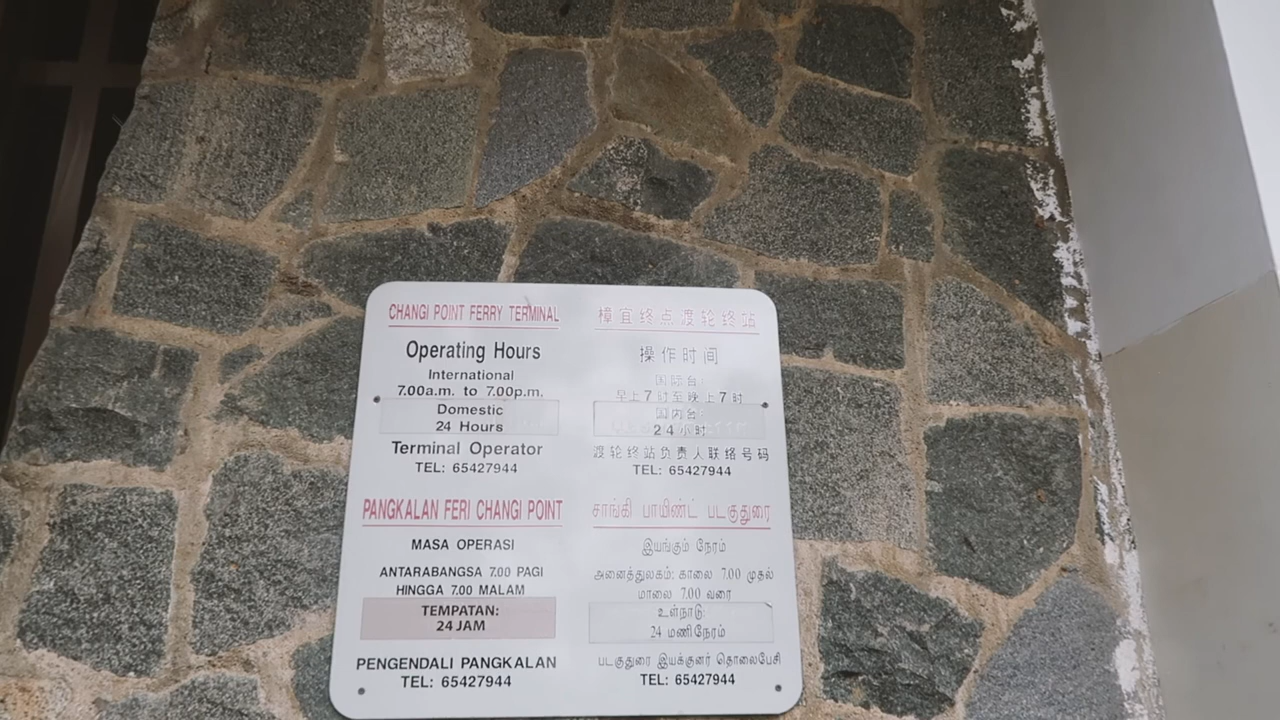 CHANGI POINT FERRY TERMINAL
Operating Hours
International
7.00a.m. to 7.00p.m.
Domestic
24 Hours
Terminal Operator
TEL: 65427944
樟宜终点渡轮终站
操作时间
国际台:
早上7时至晚上7时
国内台:
24小时
渡轮终站负责人联络号码
TEL: 65427944
PANGKALAN FERI CHANGI POINT
MASA OPERASI
ANTARABANGSA 7.00 PAGI
HINGGA 7.00 MALAM
TEMPATAN:
24 JAM
PENGENDALI PANGKALAN
TEL: 65427944
சாங்கி பாயிண்ட் படகுதுறை
இயங்கும் நேரம்
அனைத்துலகம்: காலை 7.00 முதல்
மாலை 7.00 வரை
உள்நாடு:
24 மணிநேரம்
படகுதுறை இயக்குனர் தொலைபேசி
TEL: 65427944